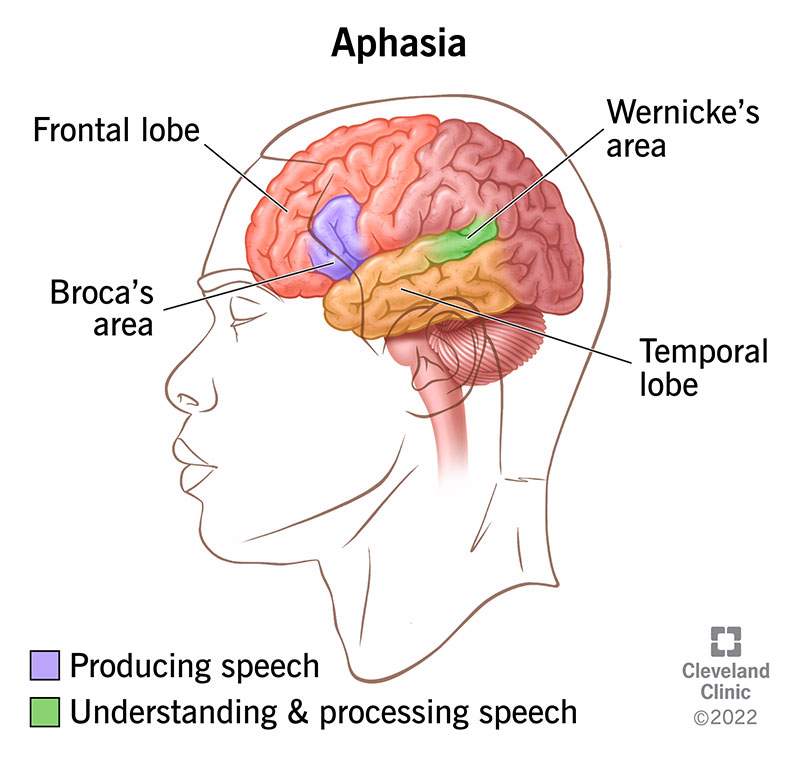 Aphasia
Frontal lobe
Wernicke’s
area
Broca’s
area
Temporal
lobe
Producing speech
Understanding & processing speech
Cleveland
Clinic
©2022